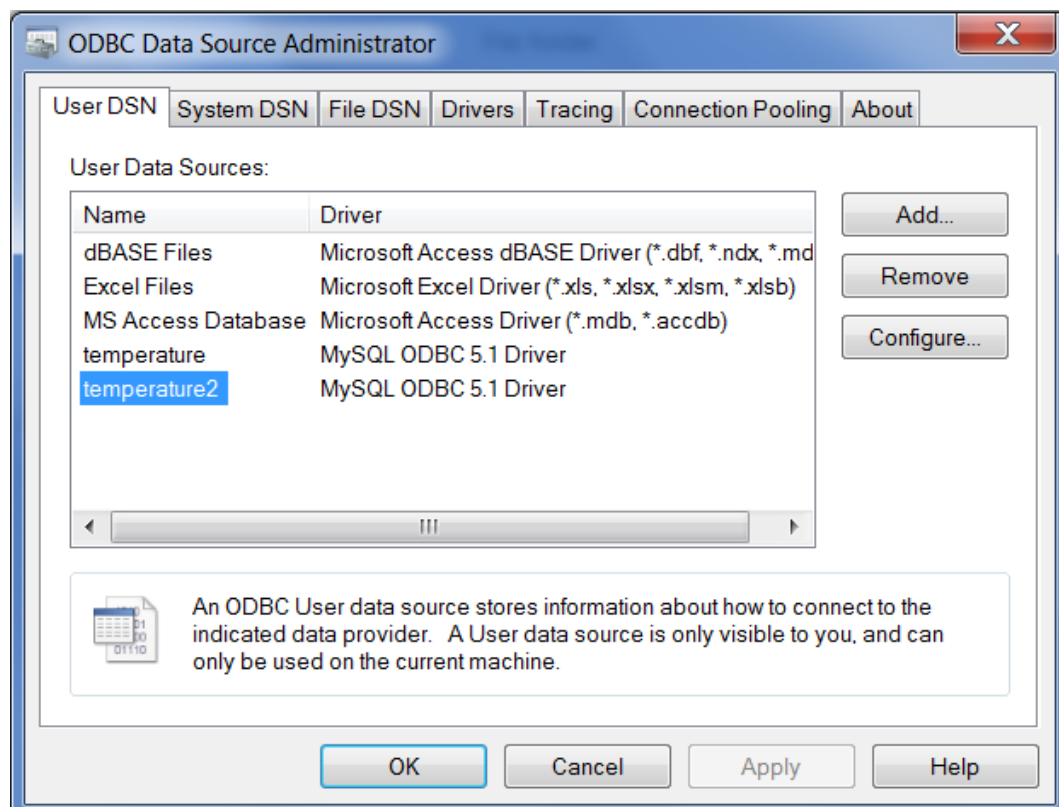 ODBC Data Source Administrator
User DSN System DSN File DSN Drivers Tracing Connection Pooling About
User Data Sources:
Name Driver
dBASE Files Microsoft Access dBASE Driver (*.dbf, *.ndx, *.md
Excel Files Microsoft Excel Driver (*.xls, *.xlsx, *.xlsm, *.xlsb)
MS Access Database Microsoft Access Driver (*.mdb, *.accdb)
temperature MySQL ODBC 5.1 Driver
temperature2 MySQL ODBC 5.1 Driver
Add...
Remove
Configure...
An ODBC User data source stores information about how to connect to the
indicated data provider. A User data source is only visible to you, and can
only be used on the current machine.
OK Cancel Apply Help